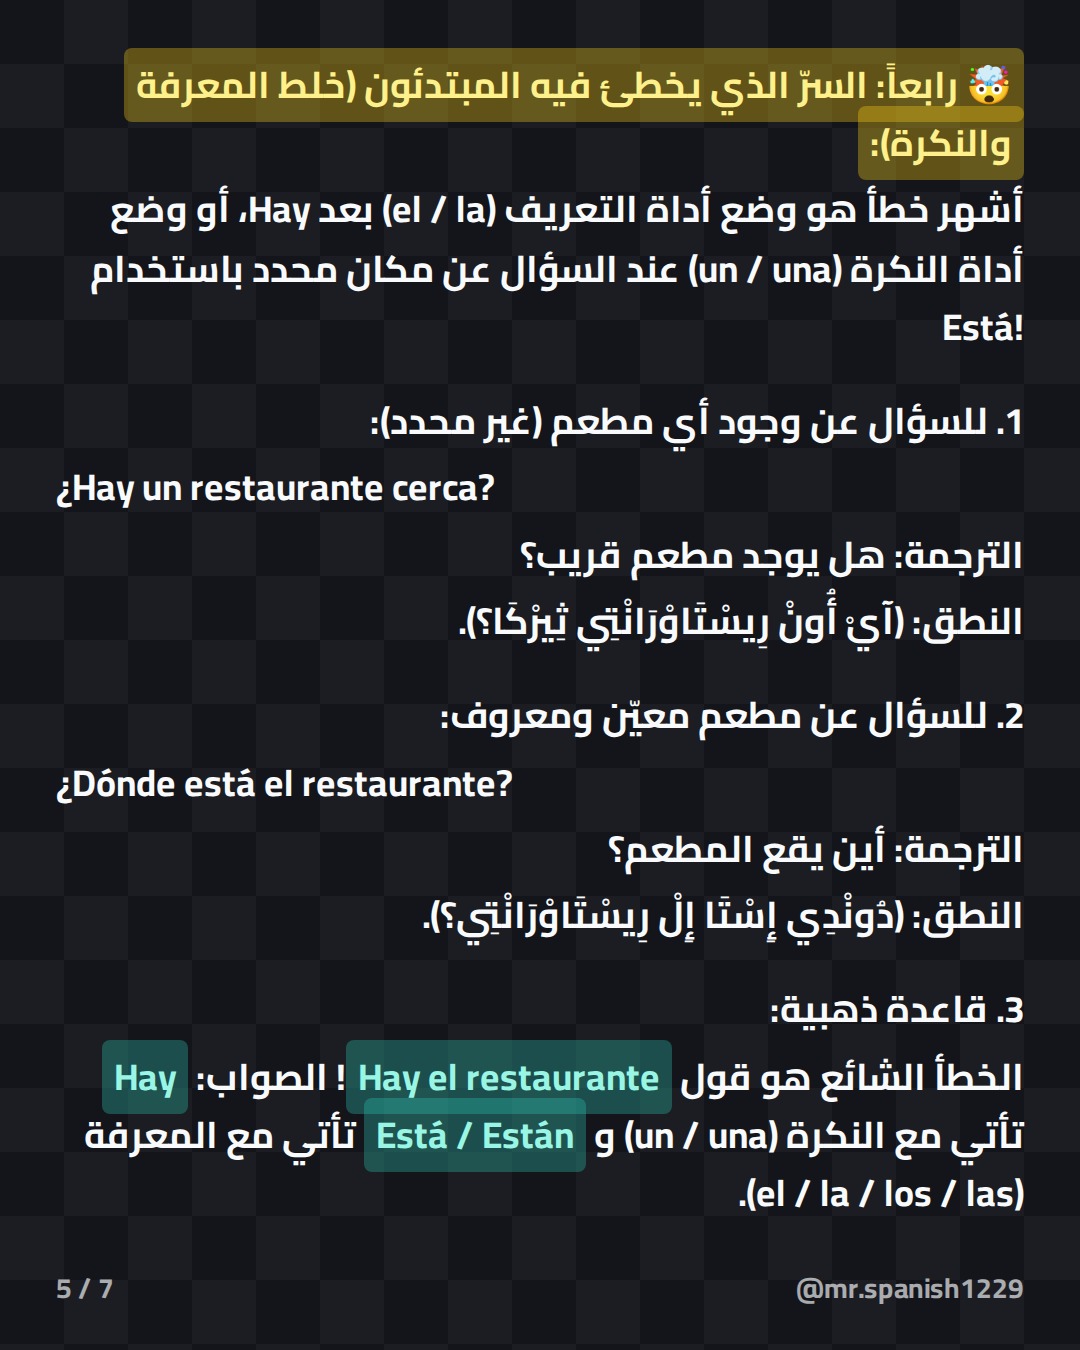 🤯 رابعاً: السرّ الذي يخطئ فيه المبتدئون (خلط المعرفة
والنكرة):
أشهر خطأ هو وضع أداة التعريف (el / la) بعد Hay، أو وضع
أداة النكرة (un / una) عند السؤال عن مكان محدد باستخدام
Está!
1. للسؤال عن وجود أي مطعم (غير محدد):
¿Hay un restaurante cerca?
الترجمة: هل يوجد مطعم قريب؟
النطق: (آيْ أُونْ رِيسْتَاوْرَانْتِي ثِيرْكَا؟).
2. للسؤال عن مطعم معيّن ومعروف:
¿Dónde está el restaurante?
الترجمة: أين يقع المطعم؟
النطق: (دُونْدِي إِسْتَا إِلْ رِيسْتَاوْرَانْتِي؟).
3. قاعدة ذهبية:
الخطأ الشائع هو قول Hay el restaurante! الصواب: Hay
تأتي مع النكرة (un / una) و Está / Están تأتي مع المعرفة
(el / la / los / las).
5 / 7
@mr.spanish1229